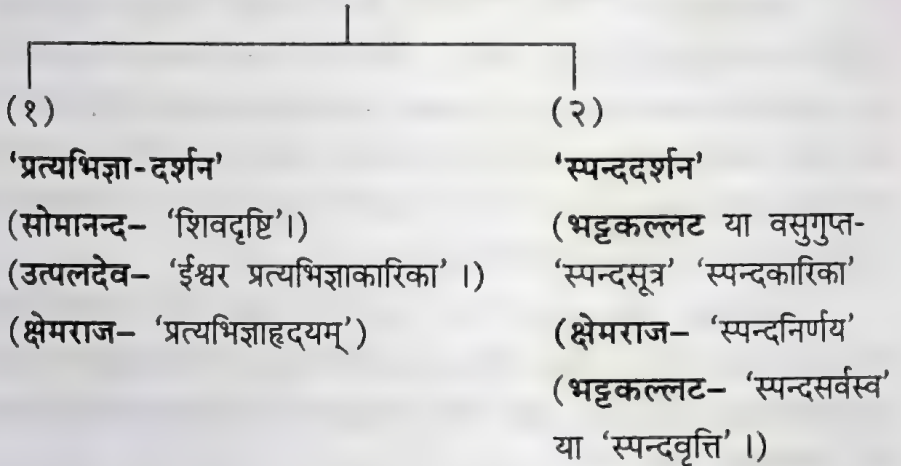 (१)
'प्रत्यभिज्ञा-दर्शन'
(सोमानन्द– 'शिवदृष्टि'।)
(उत्पलदेव– 'ईश्वर प्रत्यभिज्ञाकारिका' ।)
(क्षेमराज– 'प्रत्यभिज्ञाहृदयम्')
(२)
'स्पन्ददर्शन'
(भट्टकल्लट या वसुगुप्त-
'स्पन्दसूत्र' 'स्पन्दकारिका'
(क्षेमराज– 'स्पन्दनिर्णय'
(भट्टकल्लट– 'स्पन्दसर्वस्व'
या 'स्पन्दवृत्ति' ।)